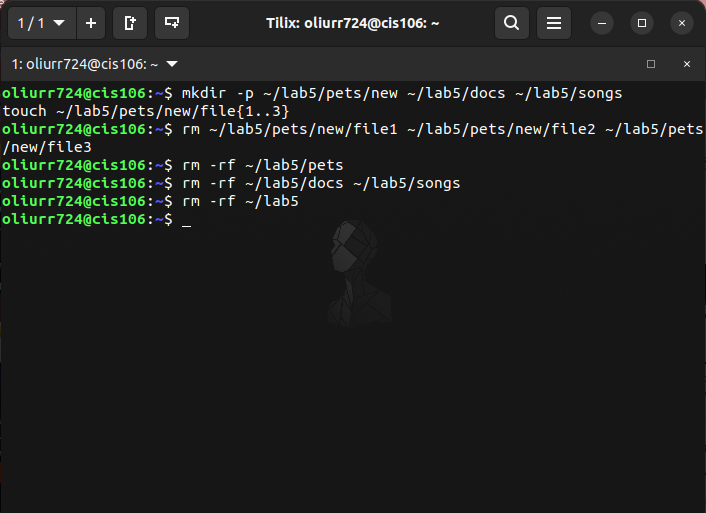 1 / 1
Tilix: oliurr724@cis106: ~
1: oliurr724@cis106: ~
oliurr724@cis106:~$ mkdir -p ~/lab5/pets/new ~/lab5/docs ~/lab5/songs
touch ~/lab5/pets/new/file{1..3}
oliurr724@cis106:~$ rm ~/lab5/pets/new/file1 ~/lab5/pets/new/file2 ~/lab5/pets
/new/file3
oliurr724@cis106:~$ rm -rf ~/lab5/pets
oliurr724@cis106:~$ rm -rf ~/lab5/docs ~/lab5/songs
oliurr724@cis106:~$ rm -rf ~/lab5
oliurr724@cis106:~$ _